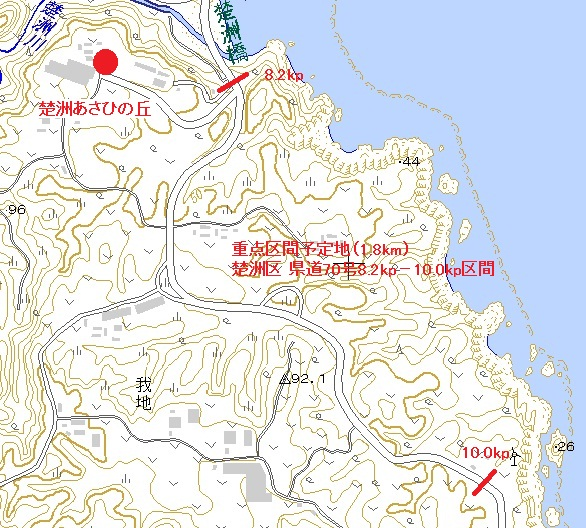 楚洲川
楚洲橋
8.2kp
楚洲あさひの丘
・44
96
重点区間予定地(1.8km)
楚洲区 県道70号8.2kp－10.0kp区間
92.1
我地
10.0kp
・26